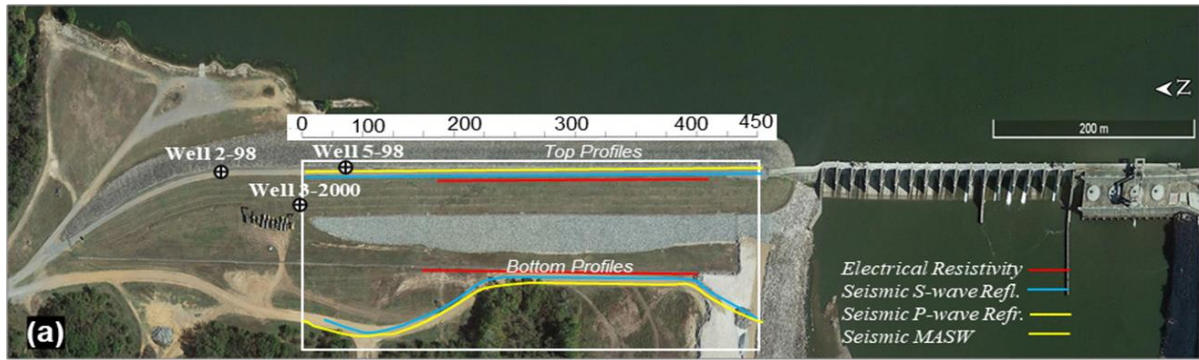 Z
0 100 200 300 400 450
200 m
Well 2-98
Well 5-98
Top Profiles
Well 3-2000
Bottom Profiles
Electrical Resistivity
Seismic S-wave Refl.
Seismic P-wave Refr.
Seismic MASW
(a)